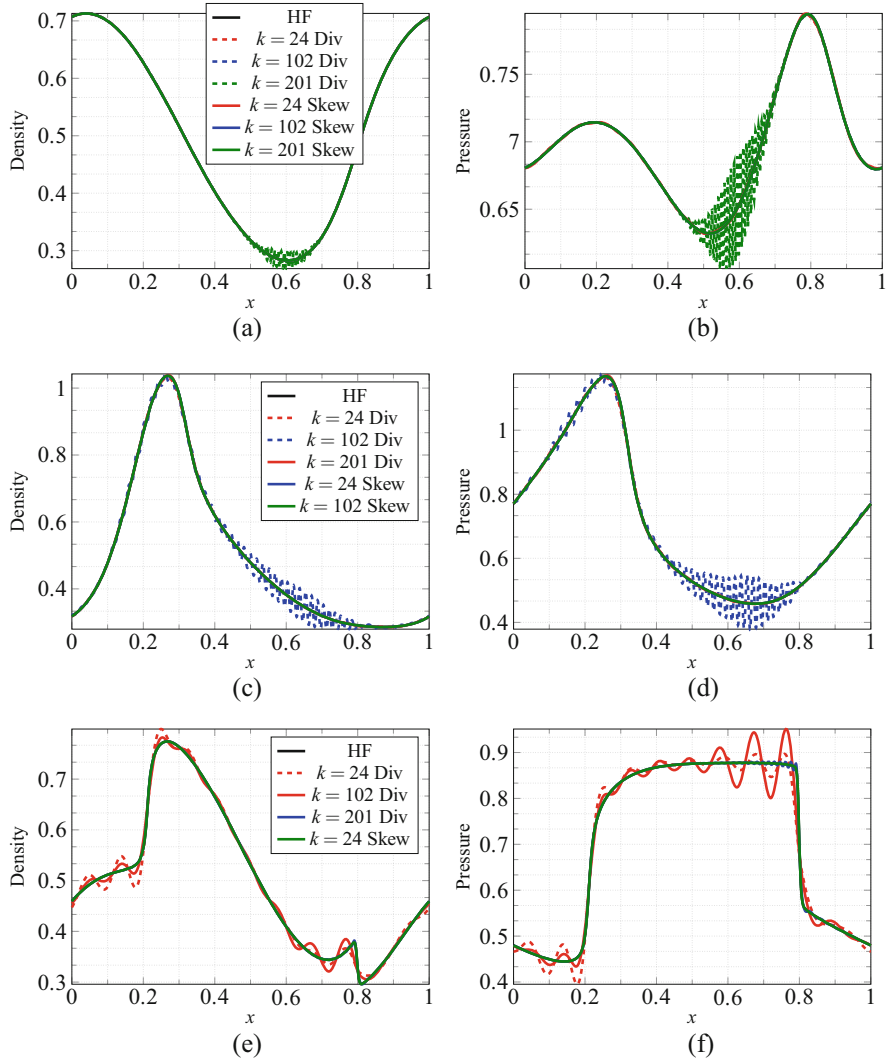 0.7
0.6
0.5
0.4
0.3
Density
HF
k = 24 Div
k = 102 Div
k = 201 Div
k = 24 Skew
k = 102 Skew
k = 201 Skew
0 0.2 0.4 0.6 0.8 1
x
(a)
0.75
7
0.65
Pressure
0 0.2 0.4 0.6 0.8 1
x
(b)
1
0.8
0.6
0.4
Density
HF
k = 24 Div
k = 102 Div
k = 201 Div
k = 24 Skew
k = 102 Skew
0 0.2 0.4 0.6 0.8 1
x
(c)
1
0.8
0.6
0.4
Pressure
0 0.2 0.4 0.6 0.8 1
x
(d)
0.7
0.6
0.5
0.4
0.3
Density
HF
k = 24 Div
k = 102 Div
k = 201 Div
k = 24 Skew
0 0.2 0.4 0.6 0.8 1
x
(e)
0.9
0.8
0.7
0.6
0.5
0.4
Pressure
0 0.2 0.4 0.6 0.8 1
x
(f)